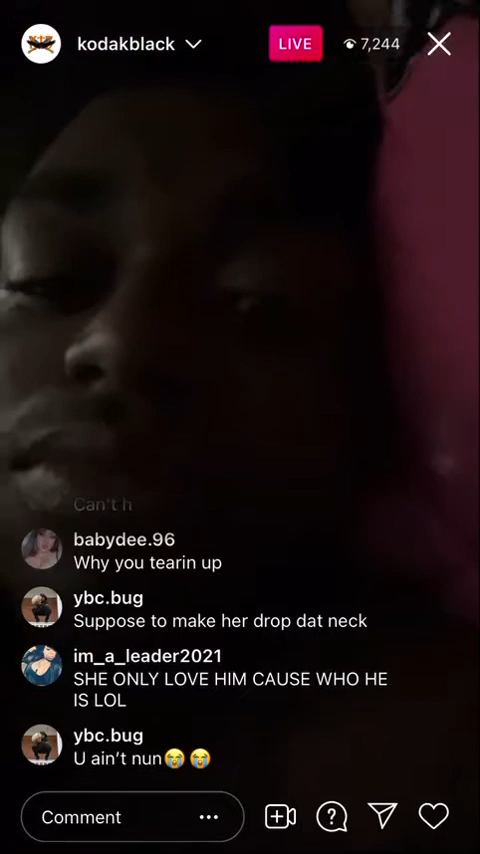 kodakblack
LIVE
7,244
Can't h
babydee.96
Why you tearin up
ybc.bug
Suppose to make her drop dat neck
im_a_leader2021
SHE ONLY LOVE HIM CAUSE WHO HE
IS LOL
ybc.bug
U ain't nun😭😭
Comment